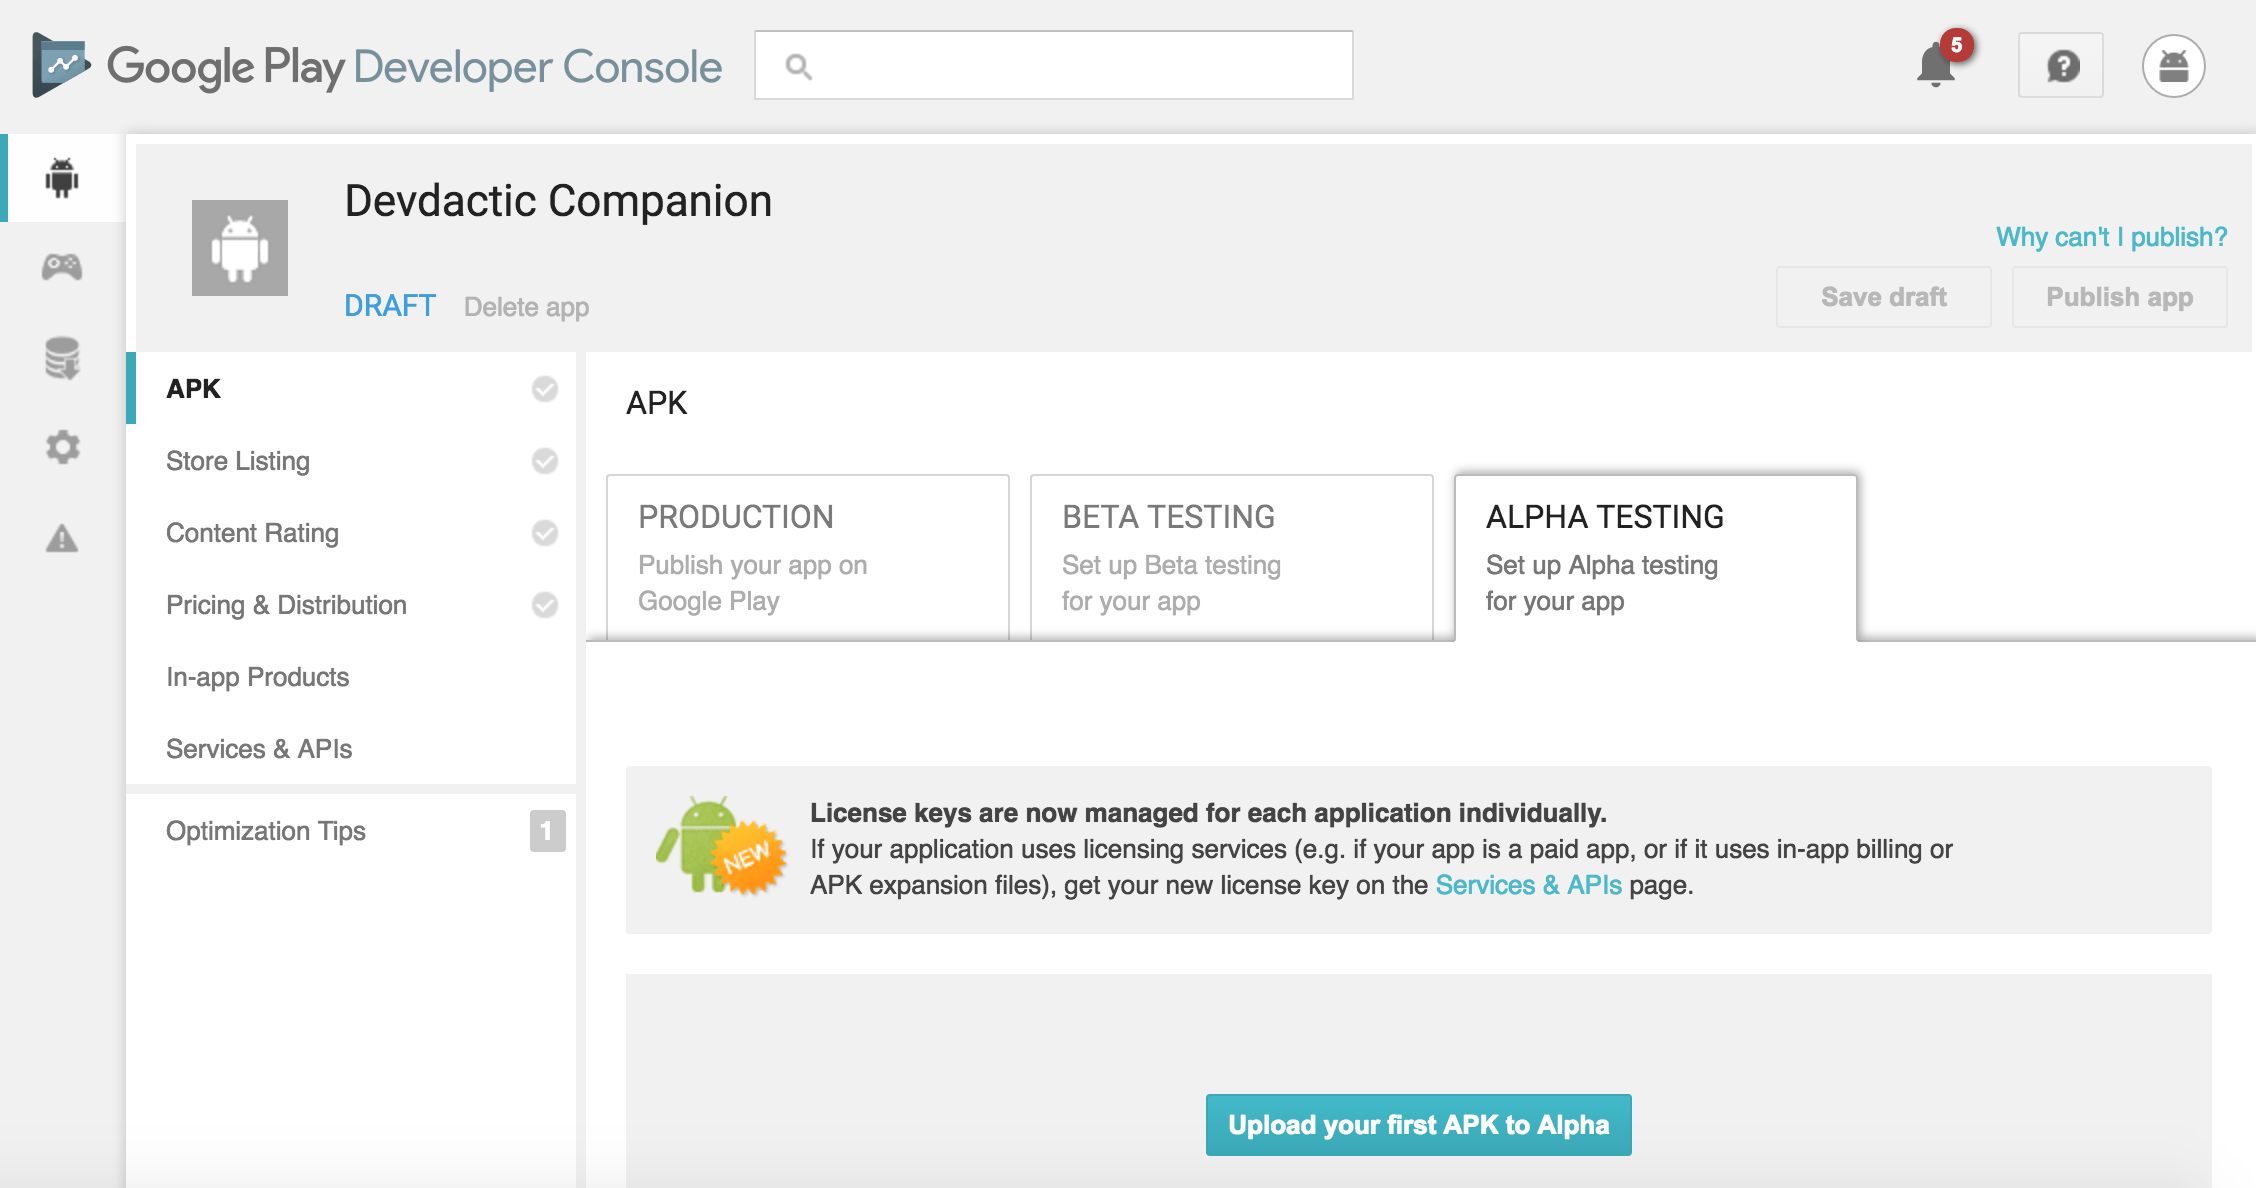 Google Play Developer Console
5
?
Devdactic Companion
DRAFT Delete app
Why can't I publish?
Save draft
Publish app
APK
Store Listing
Content Rating
Pricing & Distribution
In-app Products
Services & APIs
Optimization Tips
1
APK
PRODUCTION
Publish your app on
Google Play
BETA TESTING
Set up Beta testing
for your app
ALPHA TESTING
Set up Alpha testing
for your app
NEW
License keys are now managed for each application individually.
If your application uses licensing services (e.g. if your app is a paid app, or if it uses in-app billing or
APK expansion files), get your new license key on the Services & APIs page.
Upload your first APK to Alpha